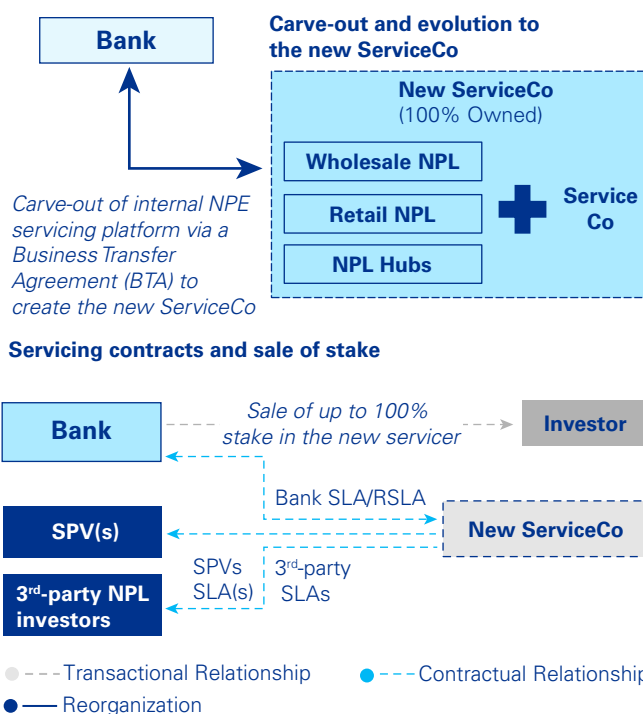 Bank
Carve-out and evolution to
the new ServiceCo
New ServiceCo
(100% Owned)
Wholesale NPL
Retail NPL
NPL Hubs
Service
Co
Carve-out of internal NPE
servicing platform via a
Business Transfer
Agreement (BTA) to
create the new ServiceCo
Servicing contracts and sale of stake
Bank
Sale of up to 100%
stake in the new servicer
Investor
Bank SLA/RSLA
SPV(s)
New ServiceCo
SPVs
SLA(s)
3rd-party
SLAs
3rd-party NPL
investors
Transactional Relationship
Contractual Relationship
Reorganization